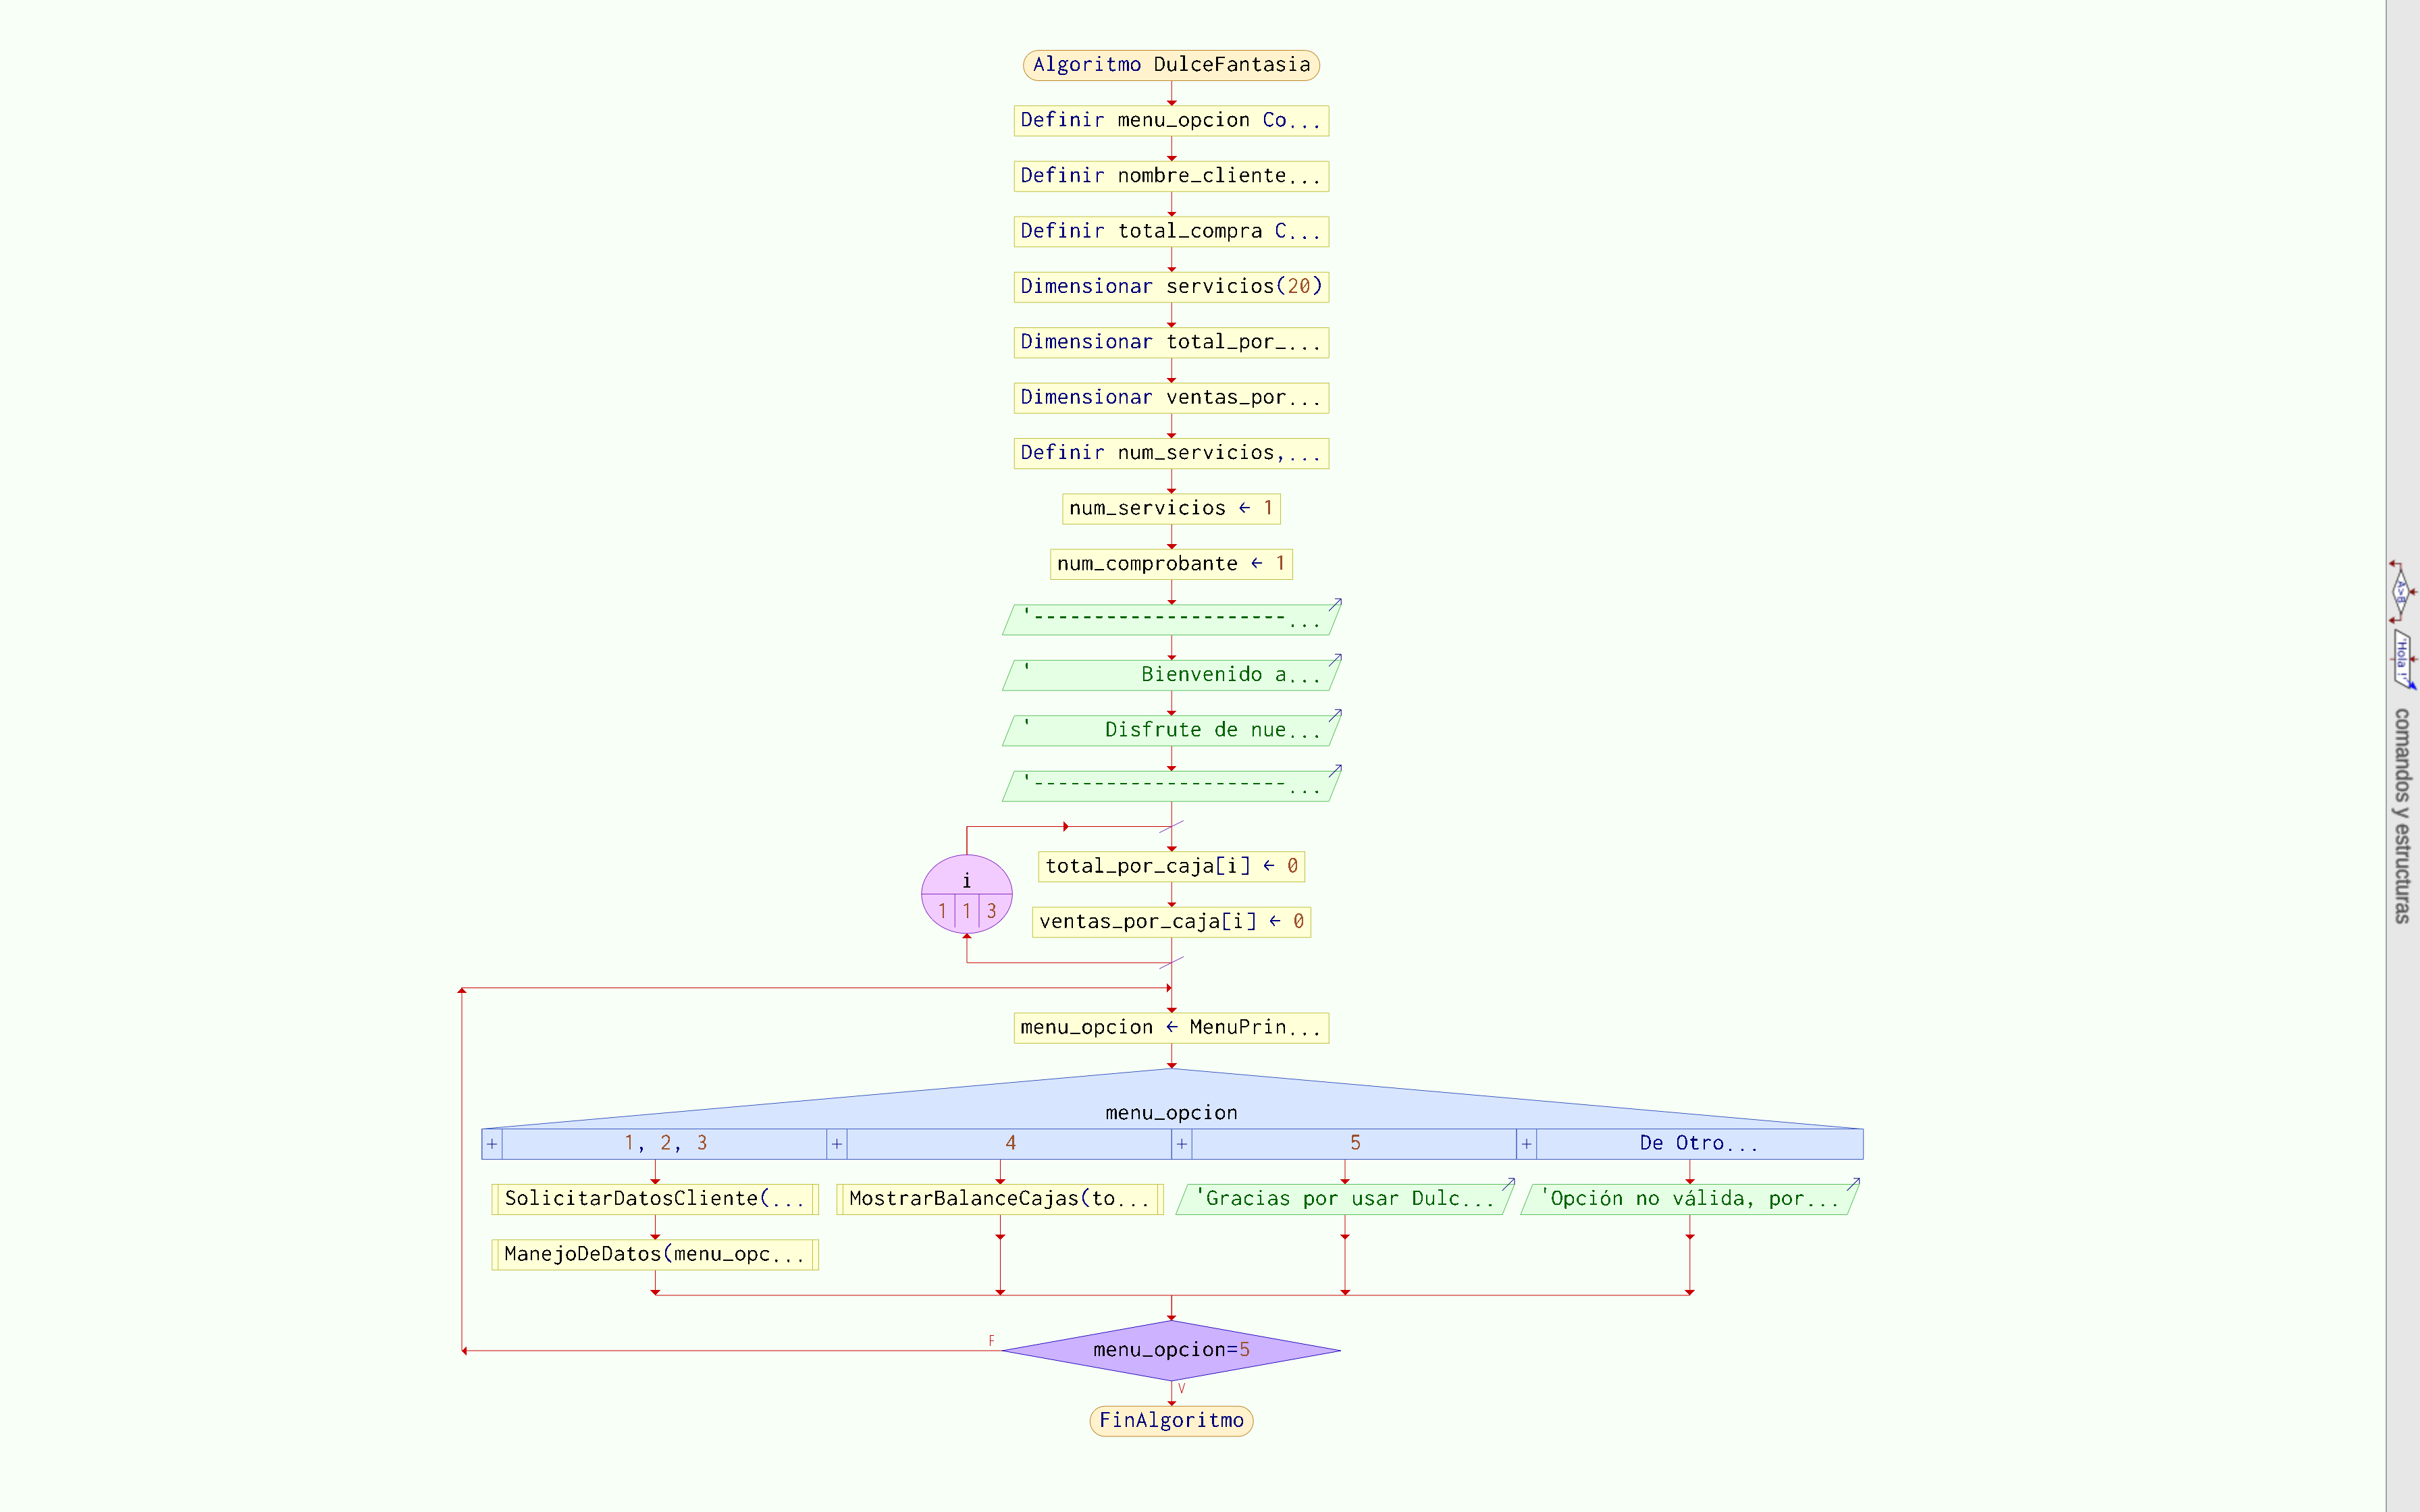 Algoritmo DulceFantasia
Definir menu_opcion Co...
Definir nombre_cliente...
Definir total_compra C...
Dimensionar servicios(20)
Dimensionar total_por_...
Dimensionar ventas_por...
Definir num_servicios,...
num_servicios ← 1
num_comprobante ← 1
'---------------------...
'         Bienvenido a...
'      Disfrute de nue...
'---------------------...
total_por_caja[i] ← 0
i
1 1 3
ventas_por_caja[i] ← 0
menu_opcion ← MenuPrin...
menu_opcion
+ 1, 2, 3 + 4 + 5 + De Otro...
SolicitarDatosCliente(... MostrarBalanceCajas(to... 'Gracias por usar Dulc... 'Opción no válida, por...
ManejoDeDatos(menu_opc...
F
menu_opcion=5
V
FinAlgoritmo
A>B
'Hola !'
comandos y estructuras